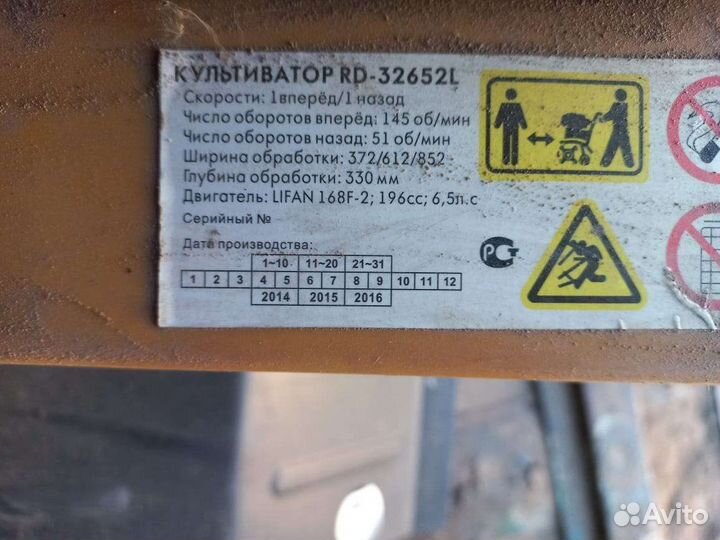 КУЛЬТИВАТОР RD-32652L
Скорости: 1вперёд/1 назад
Число оборотов вперёд: 145 об/мин
Число оборотов назад: 51 об/мин
Ширина обработки: 372/612/852
Глубина обработки: 330 мм
Двигатель: LIFAN 168F-2; 196cc; 6,5л.с
Серийный №
Дата производства:
1~10 11~20 21~31
1 2 3 4 5 6 7 8 9 10 11 12
2014 2015 2016
РСТ
Avito